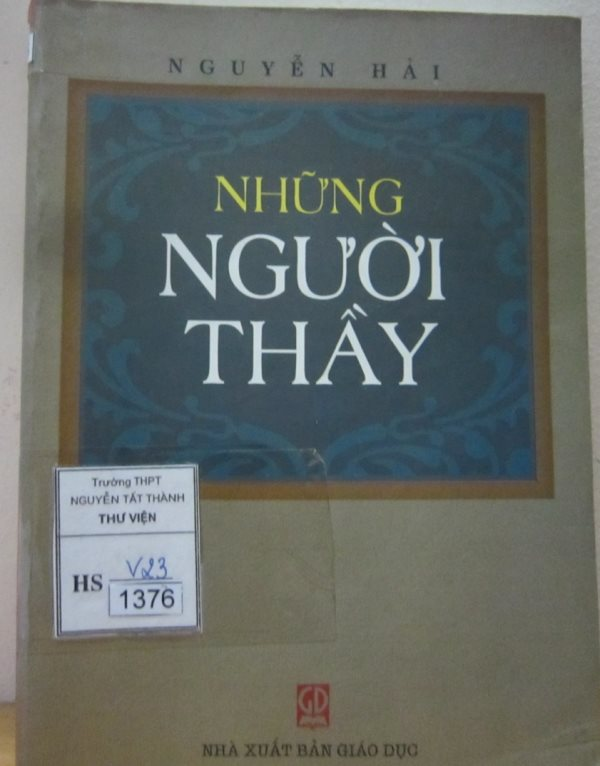 NGUYỄN HẢI
NHỮNG
NGƯỜI
THẦY
Trường THPT
NGUYỄN TẤT THÀNH
THƯ VIỆN
HS
V23
1376
GD
NHÀ XUẤT BẢN GIÁO DỤC